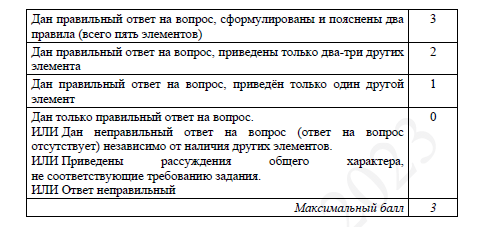 Дан правильный ответ на вопрос, сформулированы и пояснены два
правила (всего пять элементов)
3
Дан правильный ответ на вопрос, приведены только два-три других
элемента
2
Дан правильный ответ на вопрос, приведён только один другой
элемент
1
Дан только правильный ответ на вопрос.
0
ИЛИ Дан неправильный ответ на вопрос (ответ на вопрос
отсутствует) независимо от наличия других элементов.
ИЛИ Приведены рассуждения общего характера,
не соответствующие требованию задания.
ИЛИ Ответ неправильный
Максимальный балл
3
2023